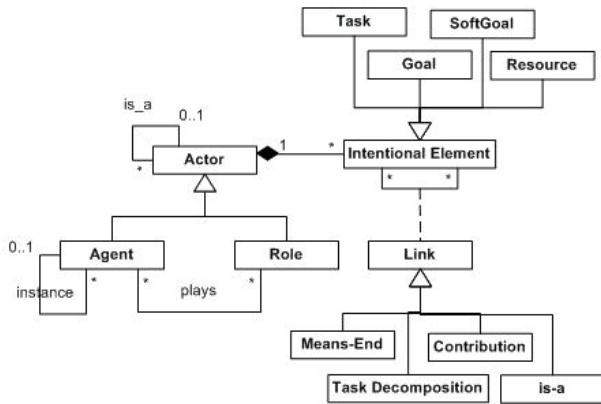 Task
SoftGoal
Goal
Resource
is_a
0..1
*
Actor
1
*
Intentional Element
*
*
0..1
Agent
Role
Link
instance
*
*
plays
*
Means-End
Contribution
Task Decomposition
is-a